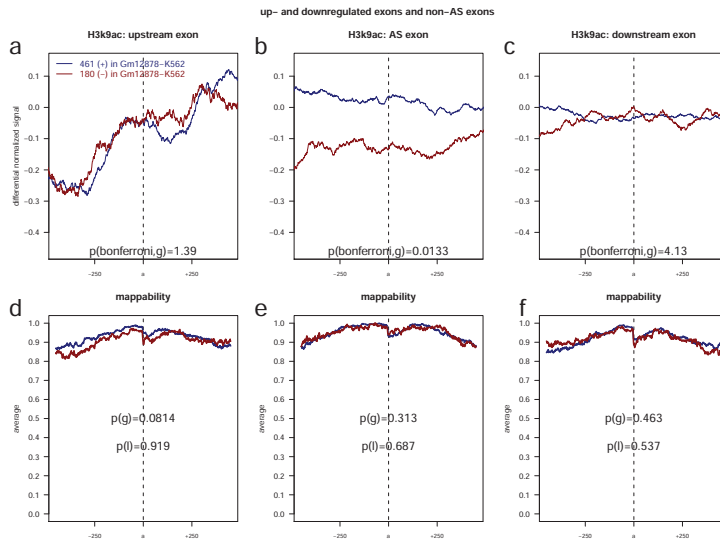 up− and downregulated exons and non−AS exons
a
H3k9ac: upstream exon
461 (+) in Gm12878−K562
180 (−) in Gm12878−K562
differential normalized signal
0.1
0.0
−0.1
−0.2
−0.3
−0.4
p(bonferroni,g)=1.39
−250
a
+250
b
H3k9ac: AS exon
0.1
0.0
−0.1
−0.2
−0.3
−0.4
p(bonferroni,g)=0.0133
−250
a
+250
c
H3k9ac: downstream exon
0.1
0.0
−0.1
−0.2
−0.3
−0.4
p(bonferroni,g)=4.13
−250
a
+250
d
mappability
average
1.0
0.9
0.8
0.7
0.6
0.5
0.4
0.3
0.2
0.1
0.0
p(g)=0.0814
p(l)=0.919
−250
a
+250
e
mappability
average
1.0
0.9
0.8
0.7
0.6
0.5
0.4
0.3
0.2
0.1
0.0
p(g)=0.313
p(l)=0.687
−250
a
+250
f
mappability
average
1.0
0.9
0.8
0.7
0.6
0.5
0.4
0.3
0.2
0.1
0.0
p(g)=0.463
p(l)=0.537
−250
a
+250